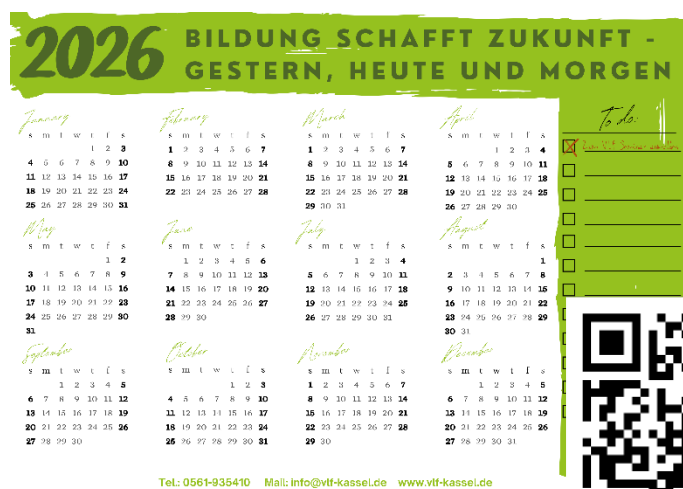 2026 BILDUNG SCHAFFT ZUKUNFT -
GESTERN, HEUTE UND MORGEN
January
s m t w t f s
1 2 3
4 5 6 7 8 9 10
11 12 13 14 15 16 17
18 19 20 21 22 23 24
25 26 27 28 29 30 31
February
s m t w t f s
1 2 3 4 5 6 7
8 9 10 11 12 13 14
15 16 17 18 19 20 21
22 23 24 25 26 27 28
March
s m t w t f s
1 2 3 4 5 6 7
8 9 10 11 12 13 14
15 16 17 18 19 20 21
22 23 24 25 26 27 28
29 30 31
April
s m t w t f s
1 2 3 4
5 6 7 8 9 10 11
12 13 14 15 16 17 18
19 20 21 22 23 24 25
26 27 28 29 30
To do:
Zum VLF Seminar anmelden
May
s m t w t f s
1 2
3 4 5 6 7 8 9
10 11 12 13 14 15 16
17 18 19 20 21 22 23
24 25 26 27 28 29 30
31
June
s m t w t f s
1 2 3 4 5 6
7 8 9 10 11 12 13
14 15 16 17 18 19 20
21 22 23 24 25 26 27
28 29 30
July
s m t w t f s
1 2 3 4
5 6 7 8 9 10 11
12 13 14 15 16 17 18
19 20 21 22 23 24 25
26 27 28 29 30 31
August
s m t w t f s
1
2 3 4 5 6 7 8
9 10 11 12 13 14 15
16 17 18 19 20 21 22
23 24 25 26 27 28 29
30 31
September
s m t w t f s
1 2 3 4 5
6 7 8 9 10 11 12
13 14 15 16 17 18 19
20 21 22 23 24 25 26
27 28 29 30
October
s m t w t f s
1 2 3
4 5 6 7 8 9 10
11 12 13 14 15 16 17
18 19 20 21 22 23 24
25 26 27 28 29 30 31
November
s m t w t f s
1 2 3 4 5 6 7
8 9 10 11 12 13 14
15 16 17 18 19 20 21
22 23 24 25 26 27 28
29 30
December
s m t w t f s
1 2 3 4 5
6 7 8 9 10 11 12
13 14 15 16 17 18 19
20 21 22 23 24 25 26
27 28 29 30 31
Tel.: 0561-935410 Mail: info@vlf-kassel.de www.vlf-kassel.de